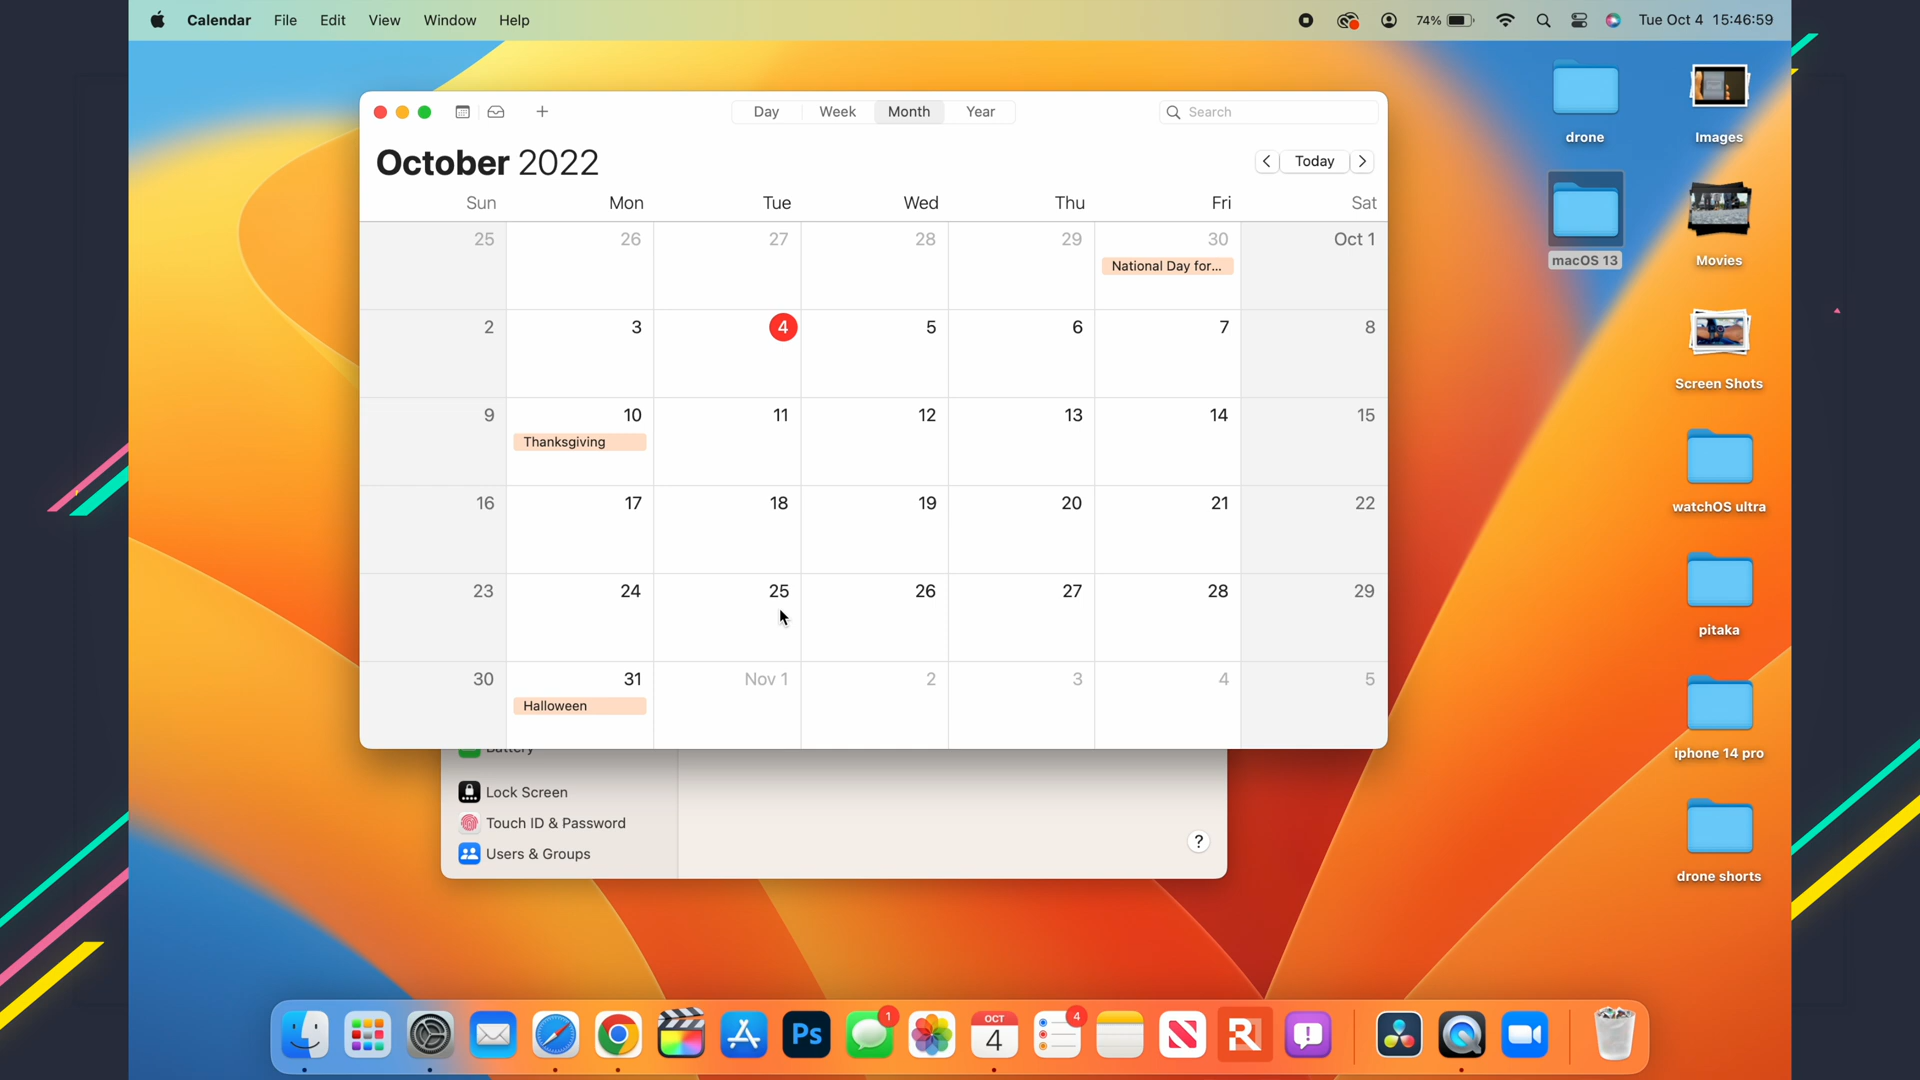 Calendar File Edit View Window Help 74% Tue Oct 4 15:46:59
Day Week Month Year Search
October 2022
Today
Sun Mon Tue Wed Thu Fri Sat
25 26 27 28 29 30 Oct 1
National Day for...
2 3 4 5 6 7 8
9 10 11 12 13 14 15
Thanksgiving
16 17 18 19 20 21 22
23 24 25 26 27 28 29
30 31 Nov 1 2 3 4 5
Halloween
Battery
Lock Screen
Touch ID & Password
Users & Groups
?
drone
Images
macOS 13
Movies
Screen Shots
watchOS ultra
pitaka
iphone 14 pro
drone shorts
Ps 1 OCT 4 4